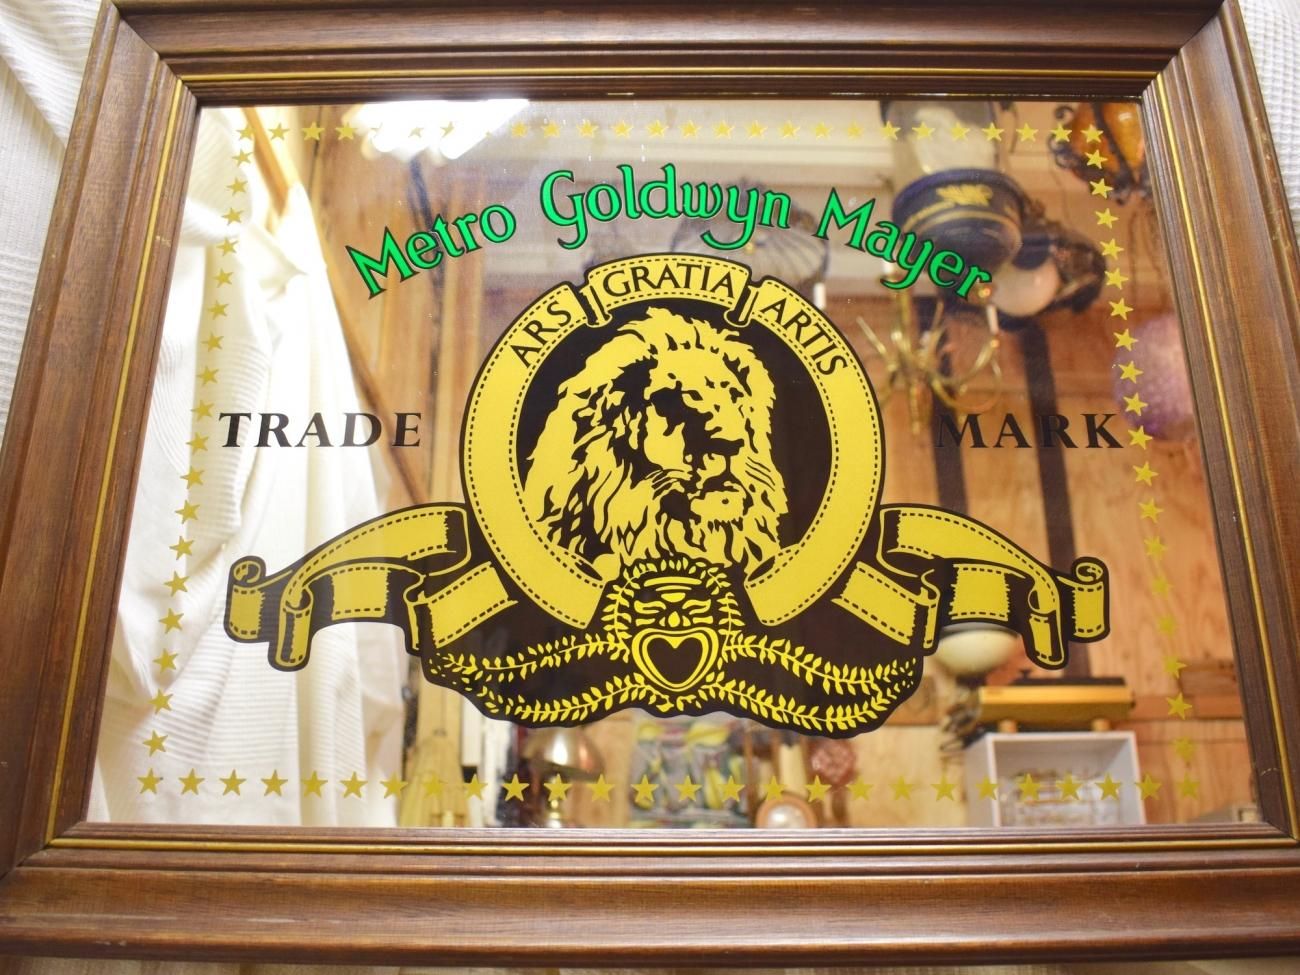 Metro Goldwyn Mayer
ARS GRATIA ARTIS
TRADE MARK